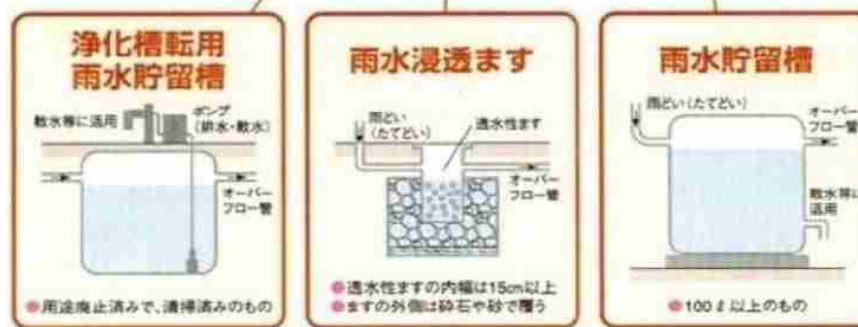 浄化槽転用
雨水貯留槽
散水等に活用
ポンプ
(排水・散水)
オーバー
フロー管
●用途廃止済みで、清掃済みのもの
雨水浸透ます
雨どい
(たてどい)
透水性ます
オーバー
フロー管
●透水性ますの内幅は15cm以上
●ますの外側は砕石や砂で覆う
雨水貯留槽
雨どい(たてどい)
オーバー
フロー管
散水等に
活用
●100ℓ以上のもの